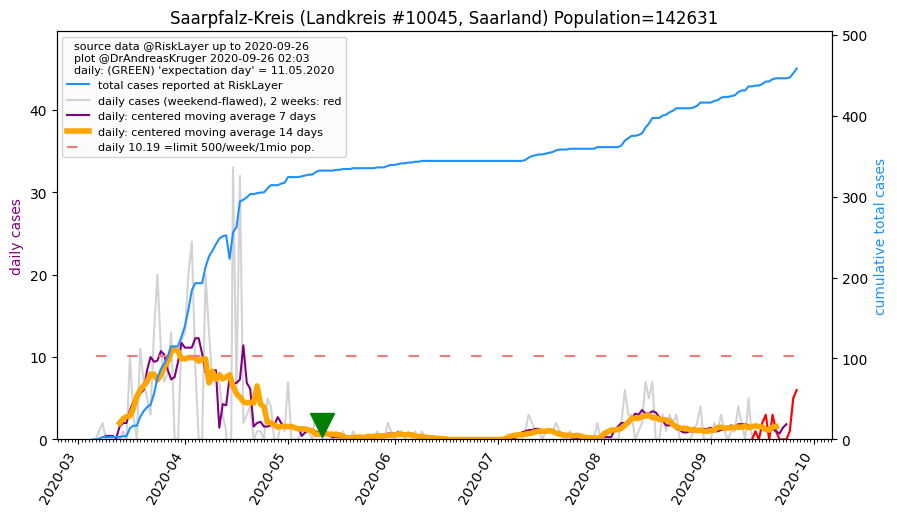 Saarpfalz-Kreis (Landkreis #10045, Saarland) Population=142631
source data @RiskLayer up to 2020-09-26
plot @DrAndreasKruger 2020-09-26 02:03
daily: (GREEN) 'expectation day' = 11.05.2020
total cases reported at RiskLayer
daily cases (weekend-flawed), 2 weeks: red
daily: centered moving average 7 days
daily: centered moving average 14 days
daily 10.19 =limit 500/week/1mio pop.
daily cases
40
30
20
10
0
cumulative total cases
500
400
300
200
100
0
2020-03
2020-04
2020-05
2020-06
2020-07
2020-08
2020-09
2020-10